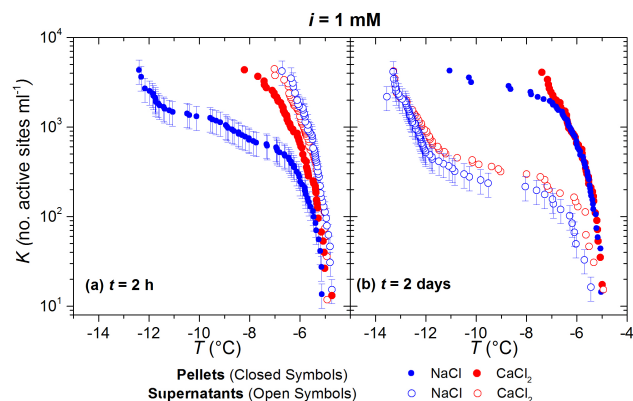 i = 1 mM
K (no. active sites ml⁻¹)
10⁴
10³
10²
10¹
(a) t = 2 h
(b) t = 2 days
-14 -12 -10 -8 -6 -14 -12 -10 -8 -6 -4
T (°C) T (°C)
Pellets (Closed Symbols) NaCl CaCl₂
Supernatants (Open Symbols) NaCl CaCl₂